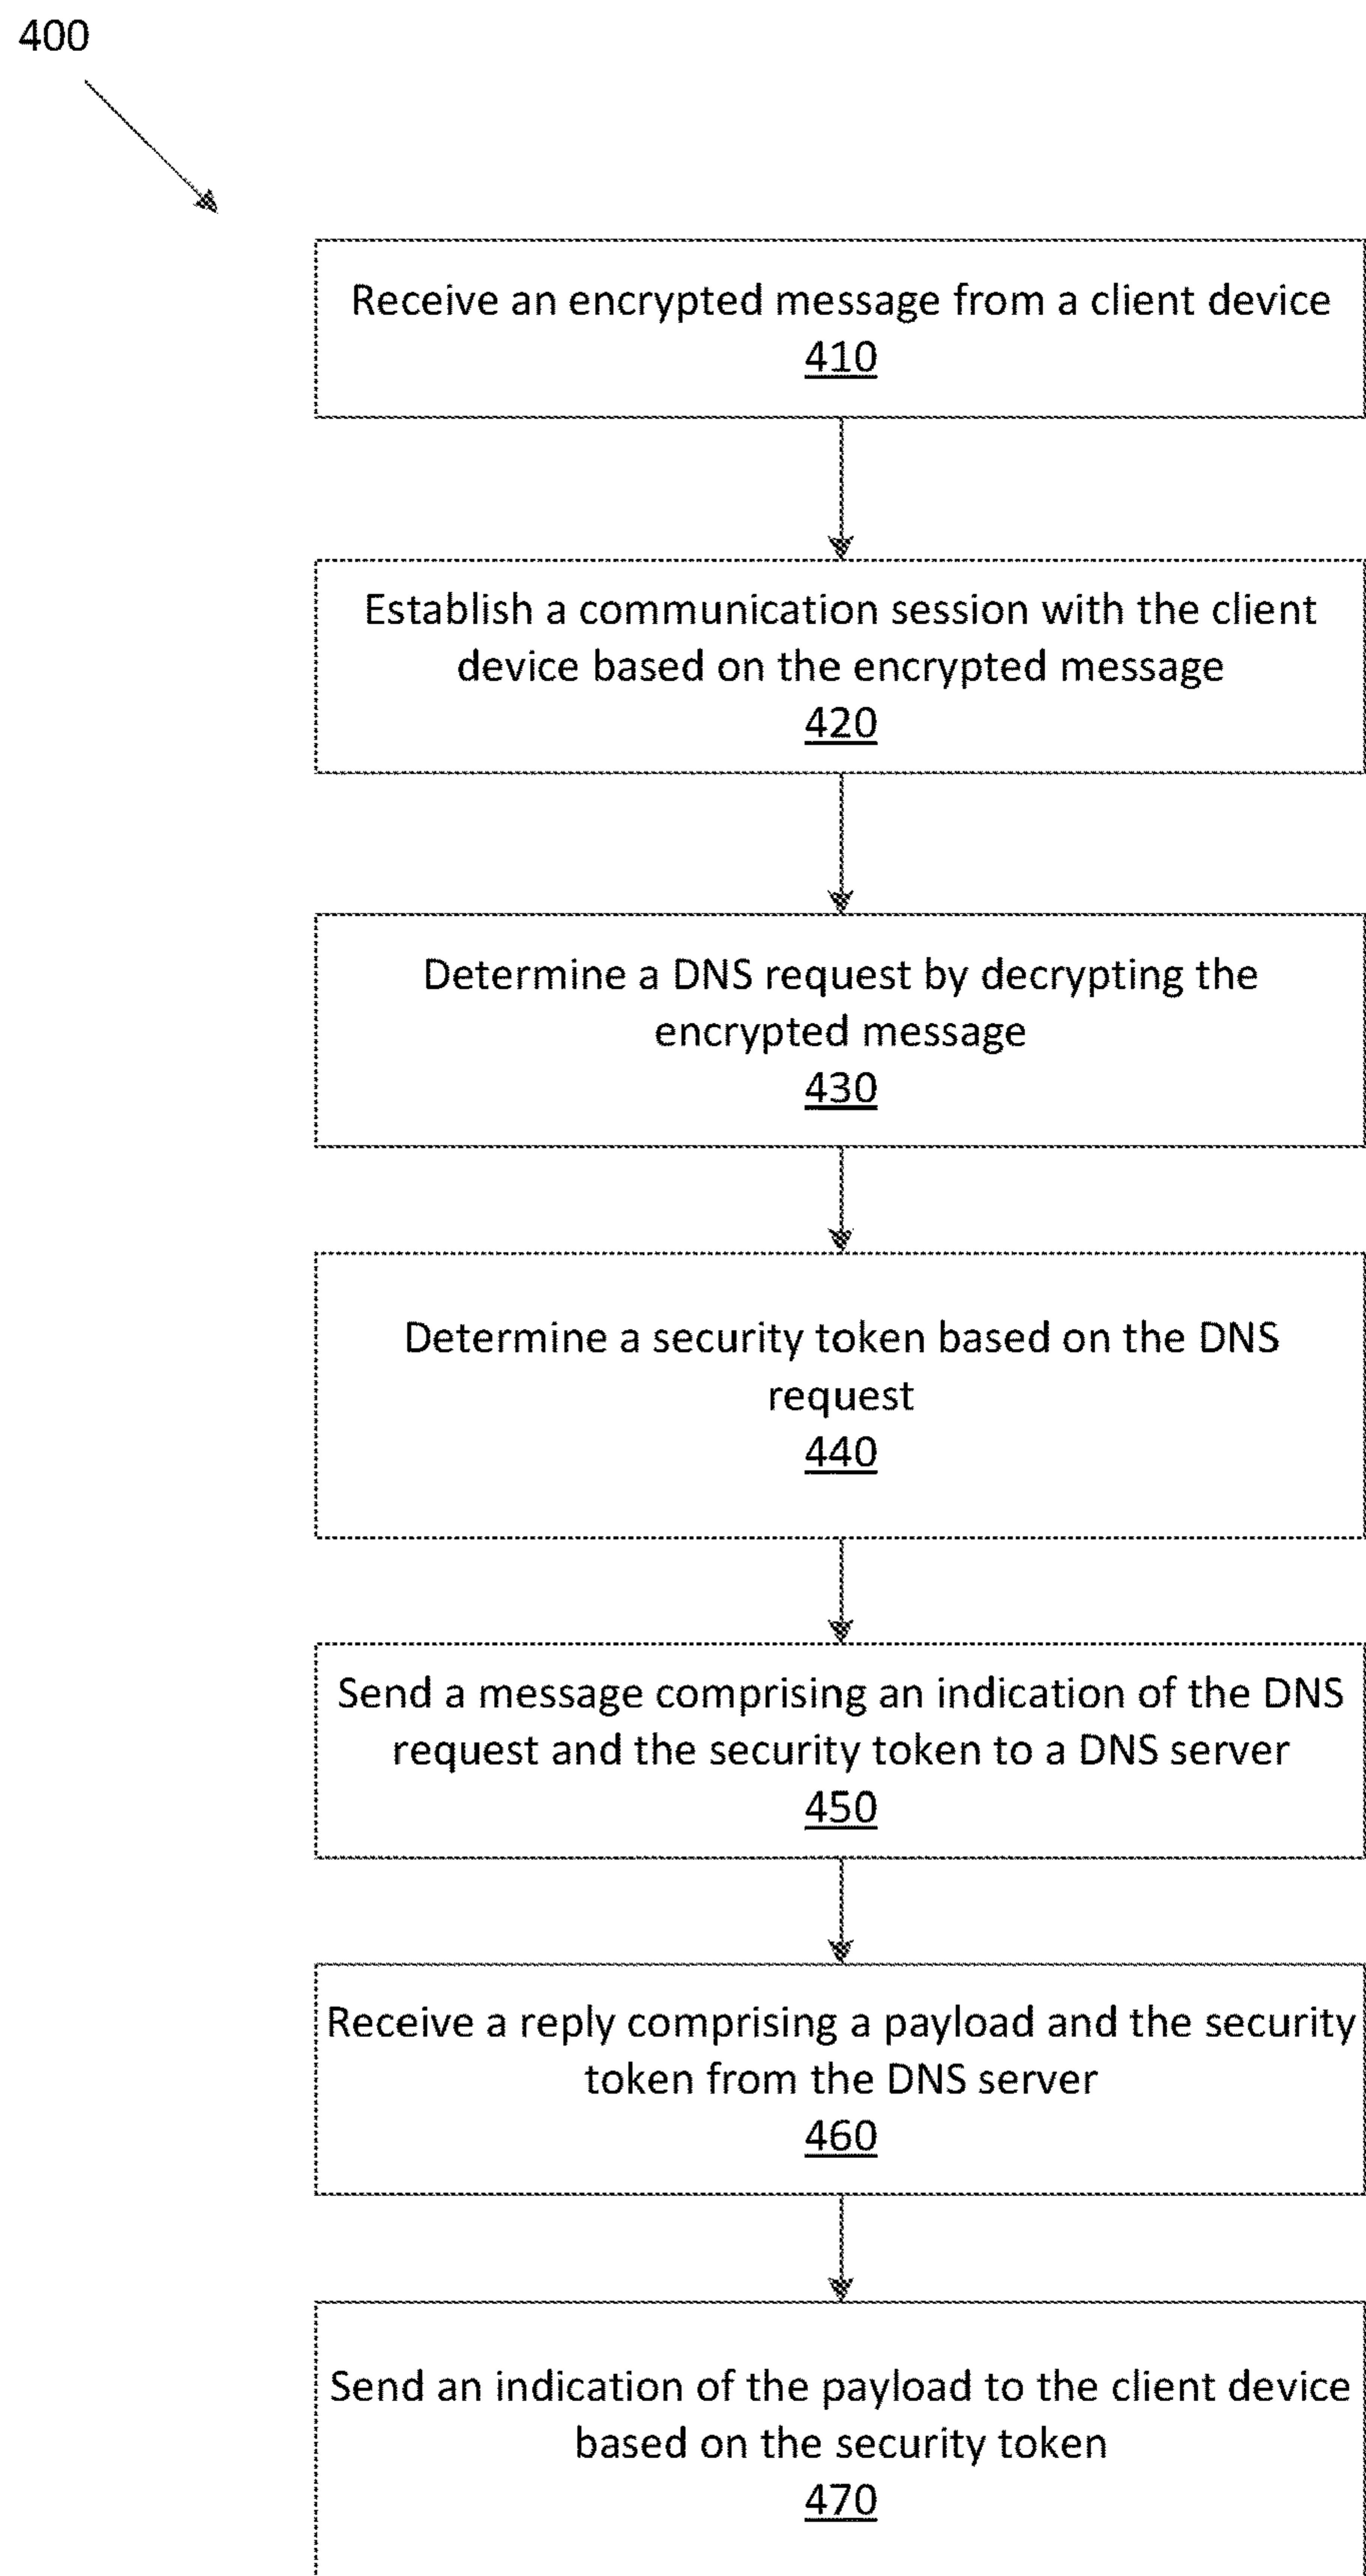 400
Receive an encrypted message from a client device
410
Establish a communication session with the client
device based on the encrypted message
420
Determine a DNS request by decrypting the
encrypted message
430
Determine a security token based on the DNS
request
440
Send a message comprising an indication of the DNS
request and the security token to a DNS server
450
Receive a reply comprising a payload and the security
token from the DNS server
460
Send an indication of the payload to the client device
based on the security token
470